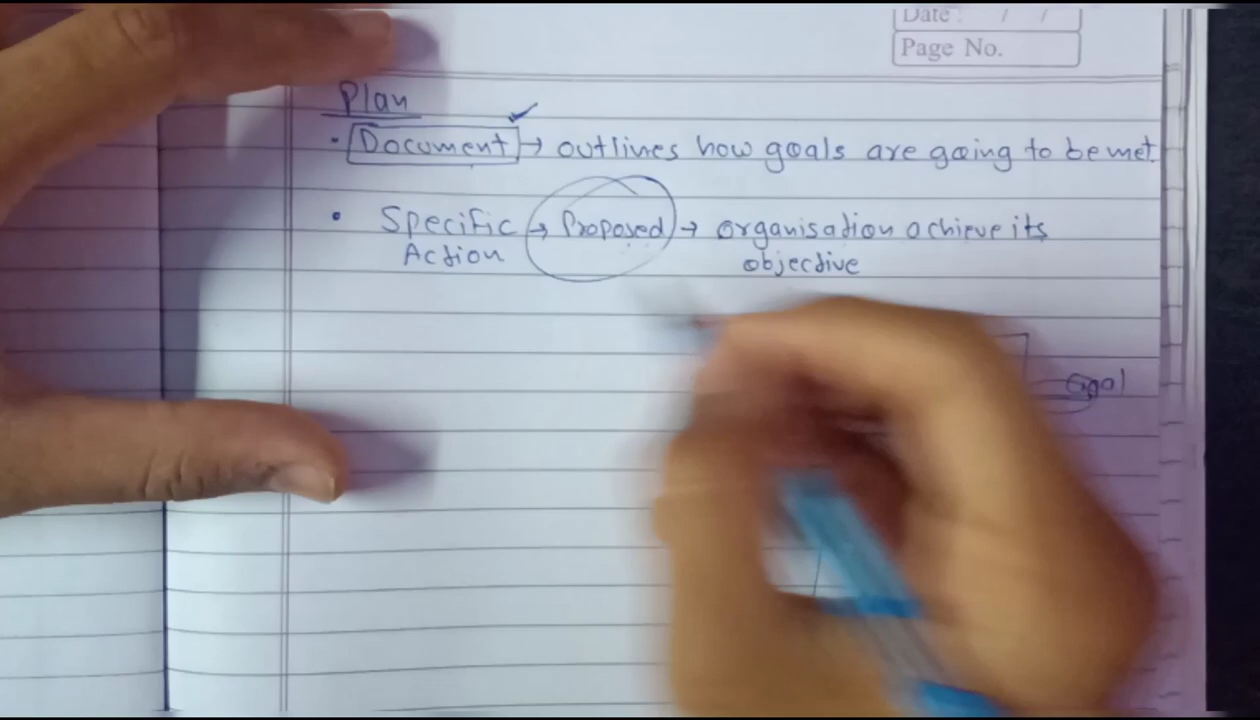 Date : / /
Page No.
Plan
• Document → outlines how goals are going to be met.
• Specific → Proposed → organisation achieve its
Action objective
Goal